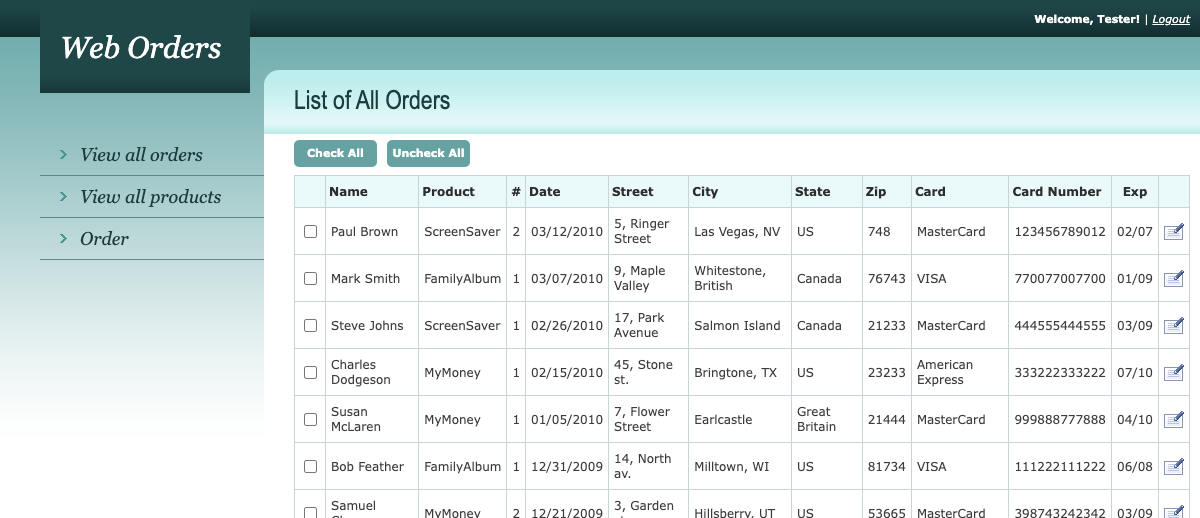 Welcome, Tester! | Logout
Web Orders
View all orders
View all products
Order
List of All Orders
Check All Uncheck All
Name Product # Date Street City State Zip Card Card Number Exp
Paul Brown ScreenSaver 2 03/12/2010 5, Ringer Street Las Vegas, NV US 748 MasterCard 123456789012 02/07
Mark Smith FamilyAlbum 1 03/07/2010 9, Maple Valley Whitestone, British Canada 76743 VISA 770077007700 01/09
Steve Johns ScreenSaver 1 02/26/2010 17, Park Avenue Salmon Island Canada 21233 MasterCard 444555444555 03/09
Charles Dodgeson MyMoney 1 02/15/2010 45, Stone st. Bringtone, TX US 23233 American Express 333222333222 07/10
Susan McLaren MyMoney 1 01/05/2010 7, Flower Street Earlcastle Great Britain 21444 MasterCard 999888777888 04/10
Bob Feather FamilyAlbum 1 12/31/2009 14, North av. Milltown, WI US 81734 VISA 111222111222 06/08
Samuel MyMoney 2 12/21/2009 3, Garden Hillsberry, UT US 53665 MasterCard 398743242342 03/09